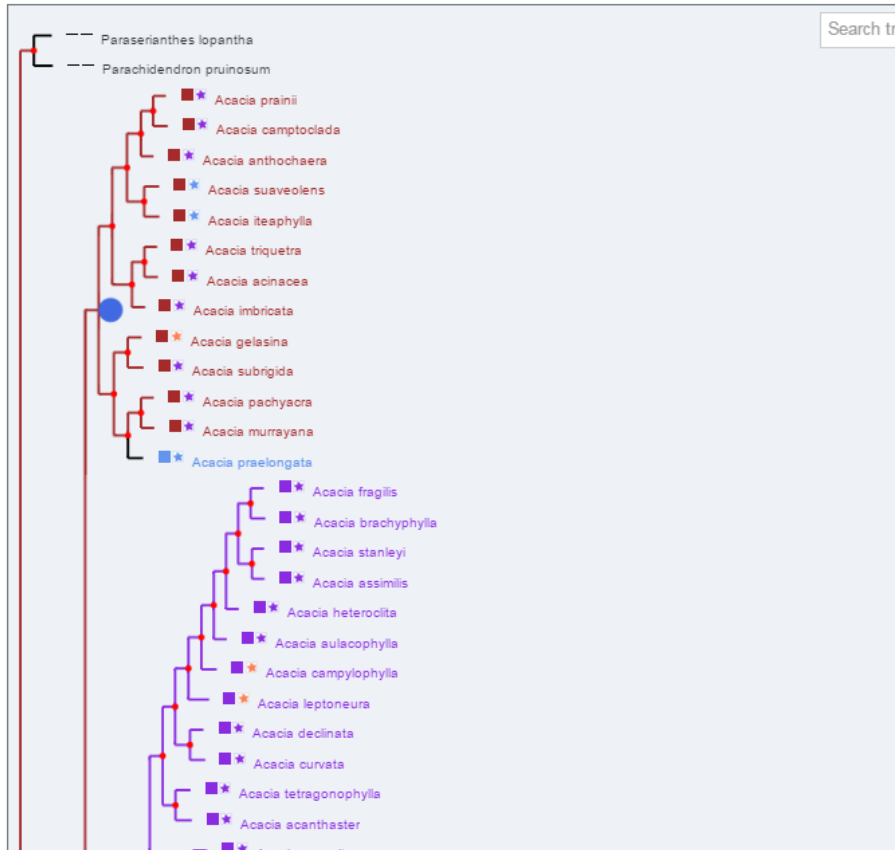 Search tr
Paraserianthes lopantha
Parachidendron pruinosum
Acacia prainii
Acacia camptoclada
Acacia anthochaera
Acacia suaveolens
Acacia iteaphylla
Acacia triquetra
Acacia acinacea
Acacia imbricata
Acacia gelasina
Acacia subrigida
Acacia pachyacra
Acacia murrayana
Acacia praelongata
Acacia fragilis
Acacia brachyphylla
Acacia stanleyi
Acacia assimilis
Acacia heteroclita
Acacia aulacophylla
Acacia campylophylla
Acacia leptoneura
Acacia declinata
Acacia curvata
Acacia tetragonophylla
Acacia acanthaster